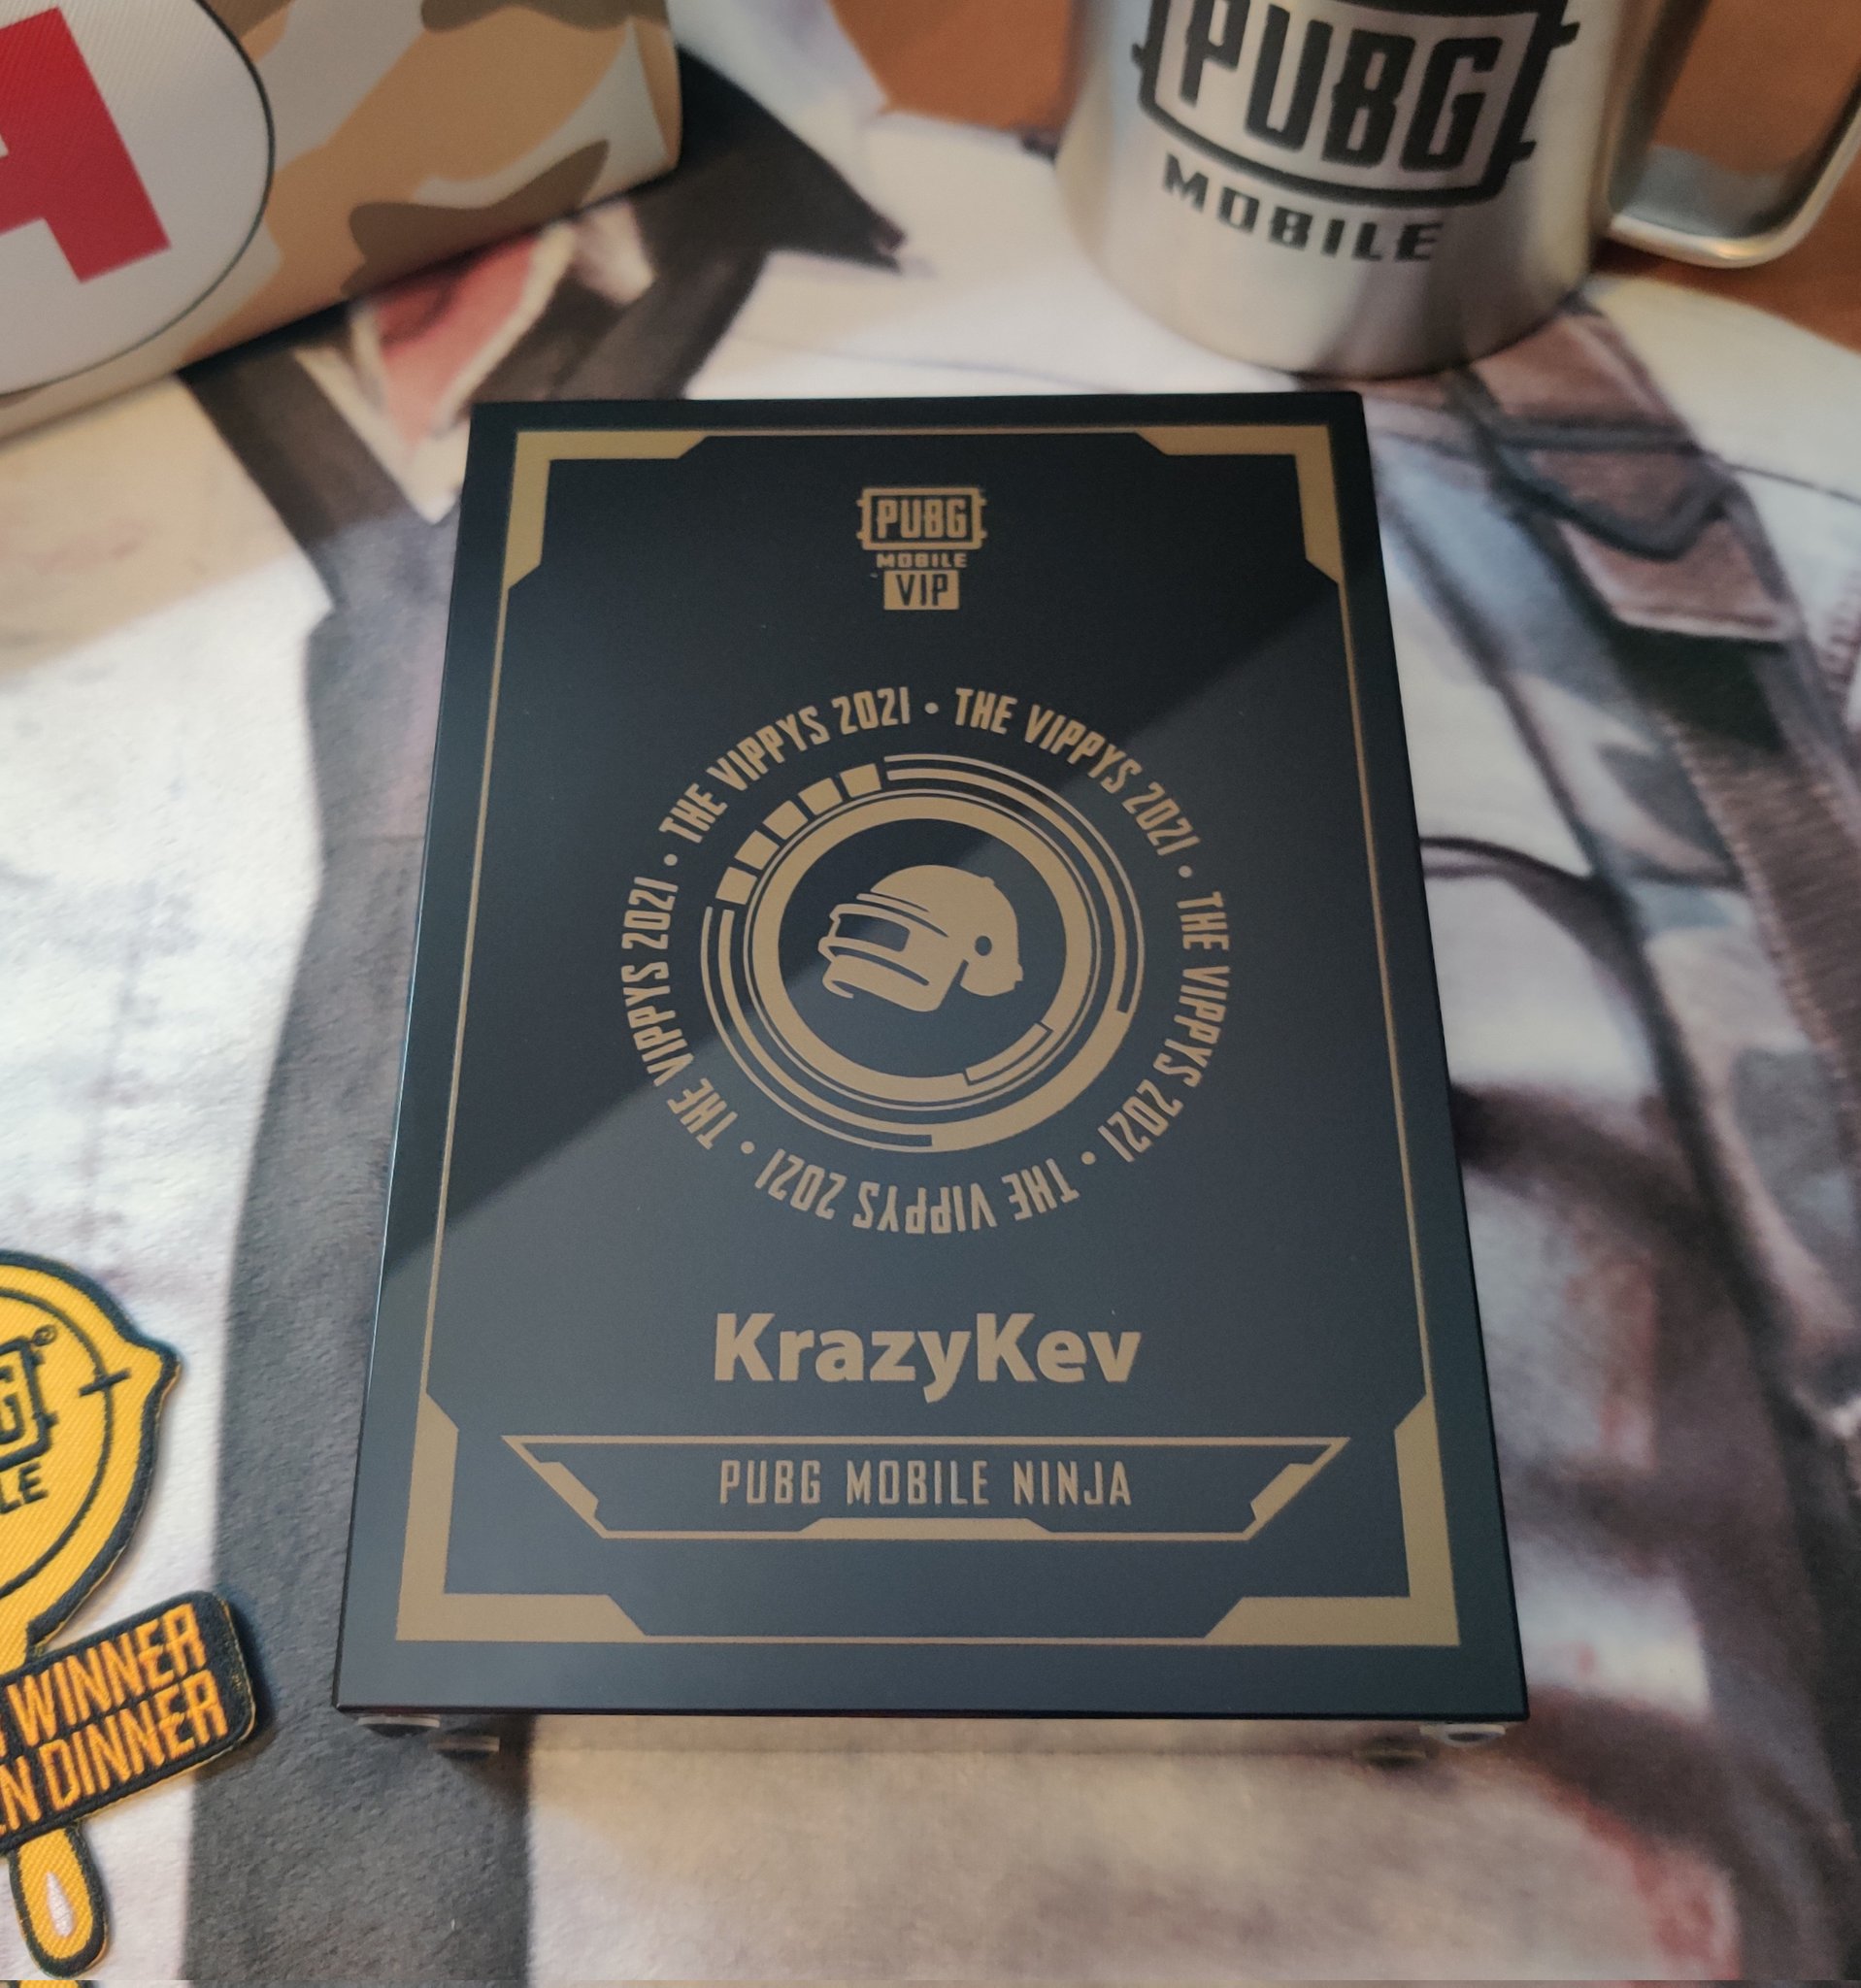 PUBG
MOBILE
PUBG
MOBILE
VIP
THE VIPPYS 2021 • THE VIPPYS 2021 • THE VIPPYS 2021 • THE VIPPYS 2021 • THE VIPPYS 2021 •
KrazyKev
PUBG MOBILE NINJA
WINNER
DINNER